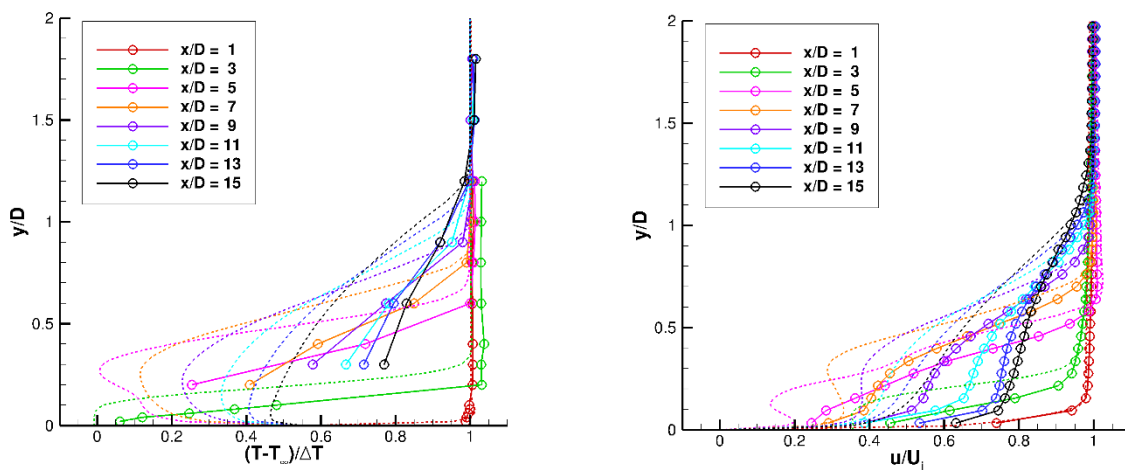 2
1.5
1
0.5
0
y/D
x/D = 1
x/D = 3
x/D = 5
x/D = 7
x/D = 9
x/D = 11
x/D = 13
x/D = 15
0 0.2 0.4 0.6 0.8 1
(T-T∞)/ΔT
2
1.5
1
0.5
0
y/D
x/D = 1
x/D = 3
x/D = 5
x/D = 7
x/D = 9
x/D = 11
x/D = 13
x/D = 15
0 0.2 0.4 0.6 0.8 1
u/Uj